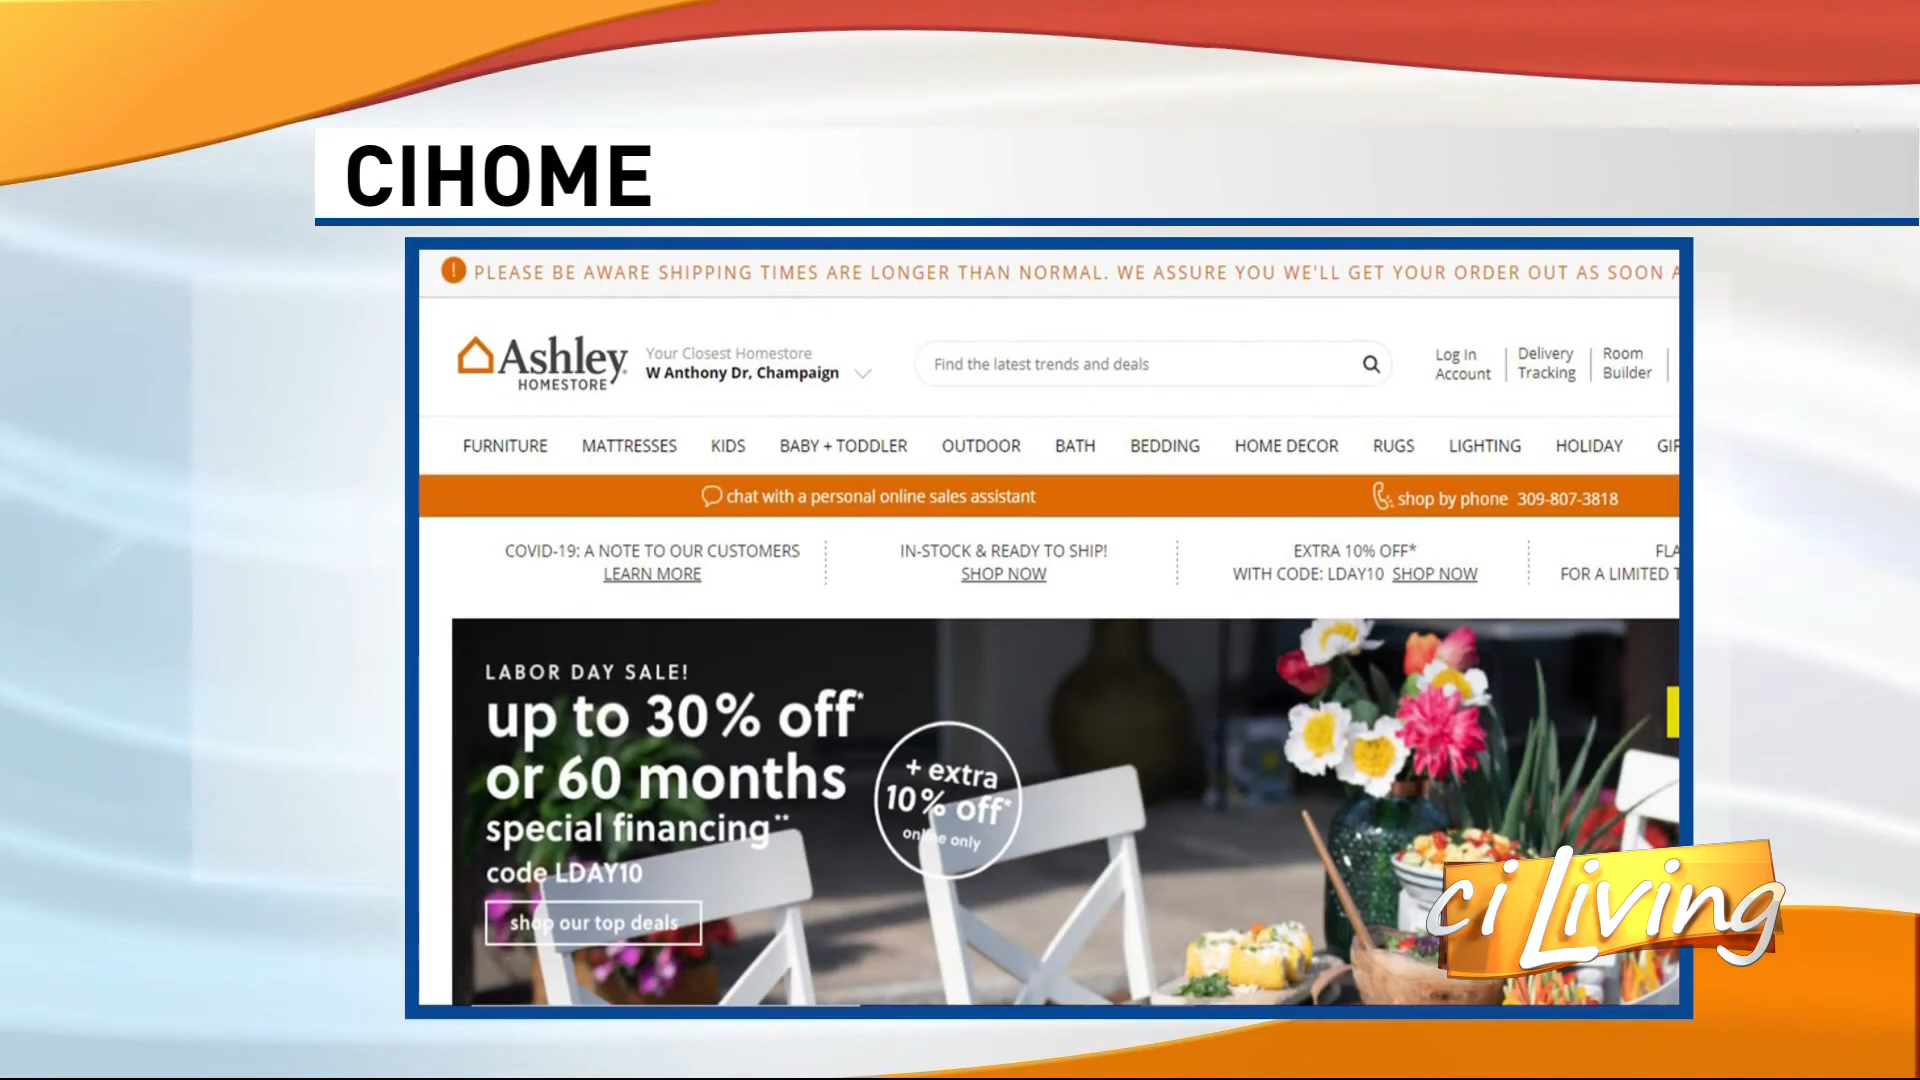 CIHOME
! PLEASE BE AWARE SHIPPING TIMES ARE LONGER THAN NORMAL. WE ASSURE YOU WE'LL GET YOUR ORDER OUT AS SOON A
Ashley
HOMESTORE
Your Closest Homestore
W Anthony Dr, Champaign
Find the latest trends and deals
Log In
Account
Delivery
Tracking
Room
Builder
FURNITURE MATTRESSES KIDS BABY + TODDLER OUTDOOR BATH BEDDING HOME DECOR RUGS LIGHTING HOLIDAY GIF
chat with a personal online sales assistant
shop by phone 309-807-3818
COVID-19: A NOTE TO OUR CUSTOMERS
LEARN MORE
IN-STOCK & READY TO SHIP!
SHOP NOW
EXTRA 10% OFF*
WITH CODE: LDAY10 SHOP NOW
FLA
FOR A LIMITED T
LABOR DAY SALE!
up to 30% off*
or 60 months
special financing**
code LDAY10
shop our top deals
+ extra
10% off*
online only
ci Living